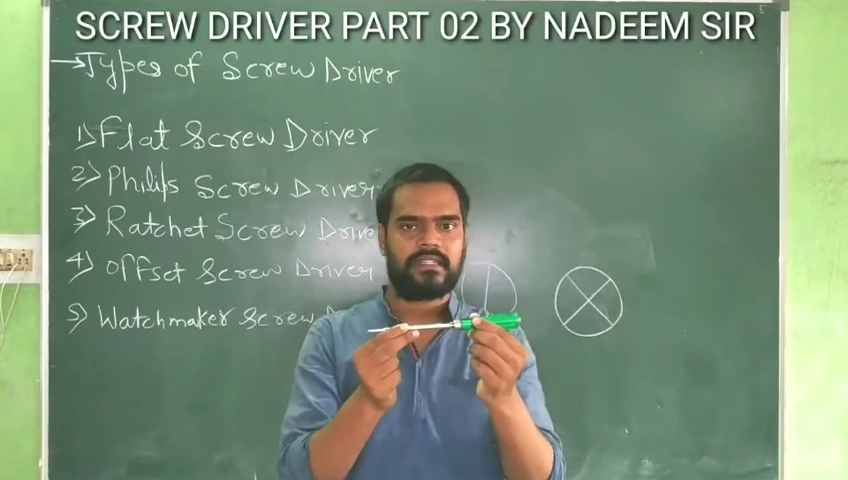 SCREW DRIVER PART 02 BY NADEEM SIR
→Types of Screw Driver
1) Flat Screw Driver
2) Philips Screw Driver
3) Ratchet Screw Drive
4) Offset Screw Driver
5) Watchmaker Screw